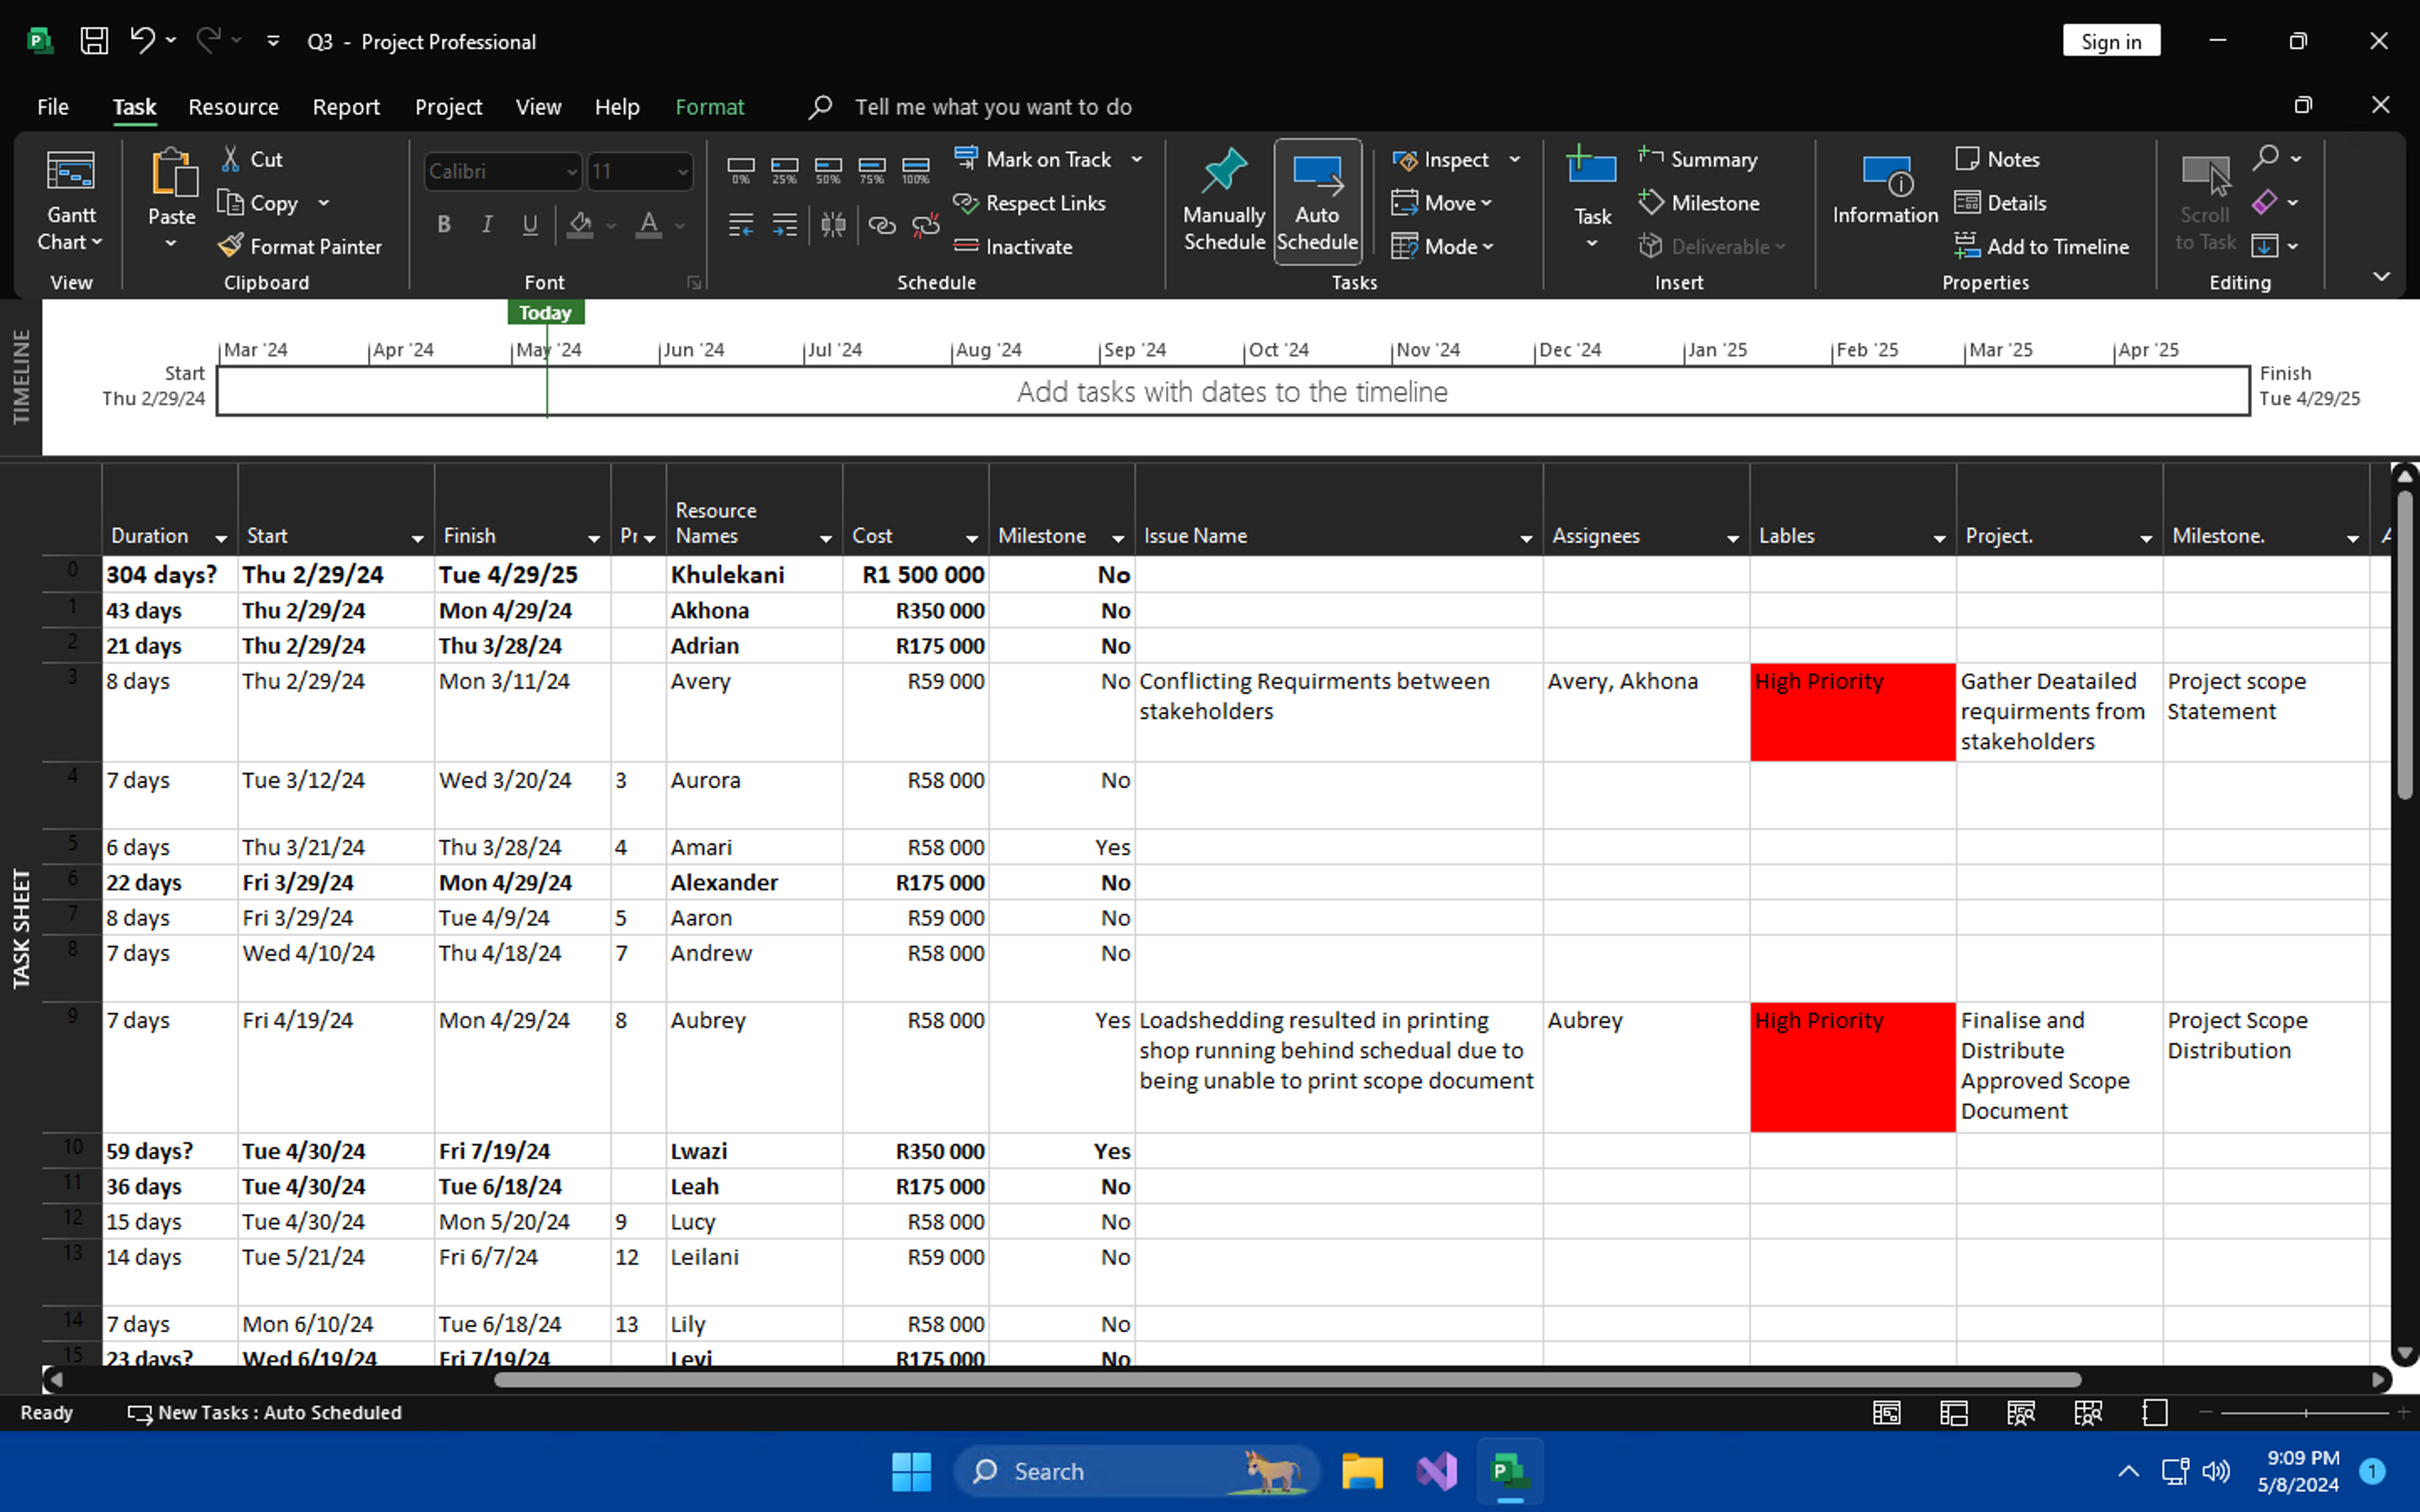 Q3 - Project Professional
Sign in
File Task Resource Report Project View Help Format Tell me what you want to do
Gantt Chart
View
Paste
Cut
Copy
Format Painter
Clipboard
Calibri 11
B I U A
Font
0% 25% 50% 75% 100%
Mark on Track
Respect Links
Inactivate
Schedule
Manually Schedule
Auto Schedule
Inspect
Move
Mode
Tasks
Task
Summary
Milestone
Deliverable
Insert
Information
Notes
Details
Add to Timeline
Properties
Scroll to Task
Editing
TIMELINE
Today
Mar '24 Apr '24 May '24 Jun '24 Jul '24 Aug '24 Sep '24 Oct '24 Nov '24 Dec '24 Jan '25 Feb '25 Mar '25 Apr '25
Start
Thu 2/29/24
Add tasks with dates to the timeline
Finish
Tue 4/29/25
TASK SHEET
Duration Start Finish Pr Resource Names Cost Milestone Issue Name Assignees Lables Project. Milestone. A
0 304 days? Thu 2/29/24 Tue 4/29/25 Khulekani R1 500 000 No
1 43 days Thu 2/29/24 Mon 4/29/24 Akhona R350 000 No
2 21 days Thu 2/29/24 Thu 3/28/24 Adrian R175 000 No
3 8 days Thu 2/29/24 Mon 3/11/24 Avery R59 000 No Conflicting Requirments between Avery, Akhona High Priority Gather Deatailed Project scope
stakeholders requirments from Statement
stakeholders
4 7 days Tue 3/12/24 Wed 3/20/24 3 Aurora R58 000 No
5 6 days Thu 3/21/24 Thu 3/28/24 4 Amari R58 000 Yes
6 22 days Fri 3/29/24 Mon 4/29/24 Alexander R175 000 No
7 8 days Fri 3/29/24 Tue 4/9/24 5 Aaron R59 000 No
8 7 days Wed 4/10/24 Thu 4/18/24 7 Andrew R58 000 No
9 7 days Fri 4/19/24 Mon 4/29/24 8 Aubrey R58 000 Yes Loadshedding resulted in printing Aubrey High Priority Finalise and Project Scope
shop running behind schedual due to Distribute Distribution
being unable to print scope document Approved Scope
Document
10 59 days? Tue 4/30/24 Fri 7/19/24 Lwazi R350 000 Yes
11 36 days Tue 4/30/24 Tue 6/18/24 Leah R175 000 No
12 15 days Tue 4/30/24 Mon 5/20/24 9 Lucy R58 000 No
13 14 days Tue 5/21/24 Fri 6/7/24 12 Leilani R59 000 No
14 7 days Mon 6/10/24 Tue 6/18/24 13 Lily R58 000 No
15 23 days? Wed 6/19/24 Fri 7/19/24 Levi R175 000 No
Ready New Tasks : Auto Scheduled
Search
9:09 PM
5/8/2024
1